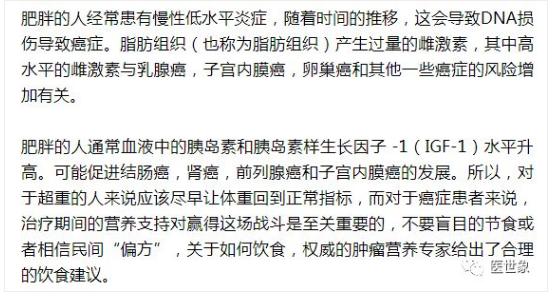 肥胖的人经常患有慢性低水平炎症，随着时间的推移，这会导致DNA损
伤导致癌症。脂肪组织（也称为脂肪组织）产生过量的雌激素，其中高
水平的雌激素与乳腺癌，子宫内膜癌，卵巢癌和其他一些癌症的风险增
加有关。
肥胖的人通常血液中的胰岛素和胰岛素样生长因子 -1（IGF-1）水平升
高。可能促进结肠癌，肾癌，前列腺癌和子宫内膜癌的发展。所以，对
于超重的人来说应该尽早让体重回到正常指标，而对于癌症患者来说，
治疗期间的营养支持对赢得这场战斗是至关重要的，不要盲目的节食或
者相信民间“偏方”，关于如何饮食，权威的肿瘤营养专家给出了合理
的饮食建议。
医世象